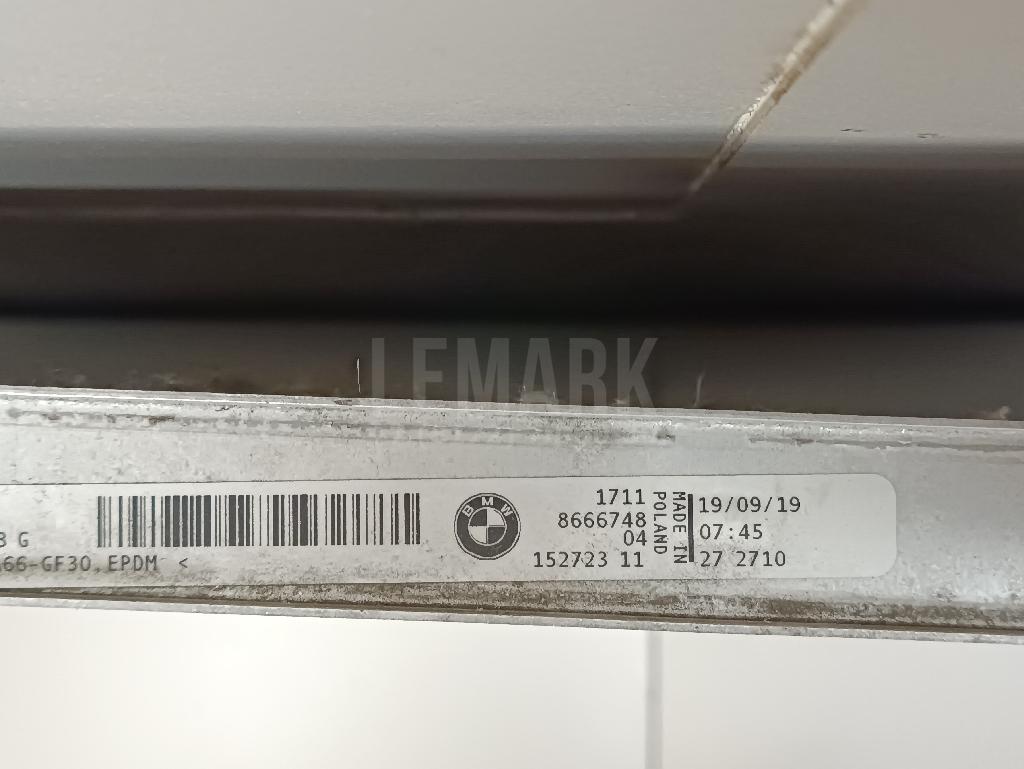 LEMARK
G
66-GF30,EPDM <
BMW
1711
8666748
04
152723 11
MADE IN
POLAND
19/09/19
07:45
27 2710